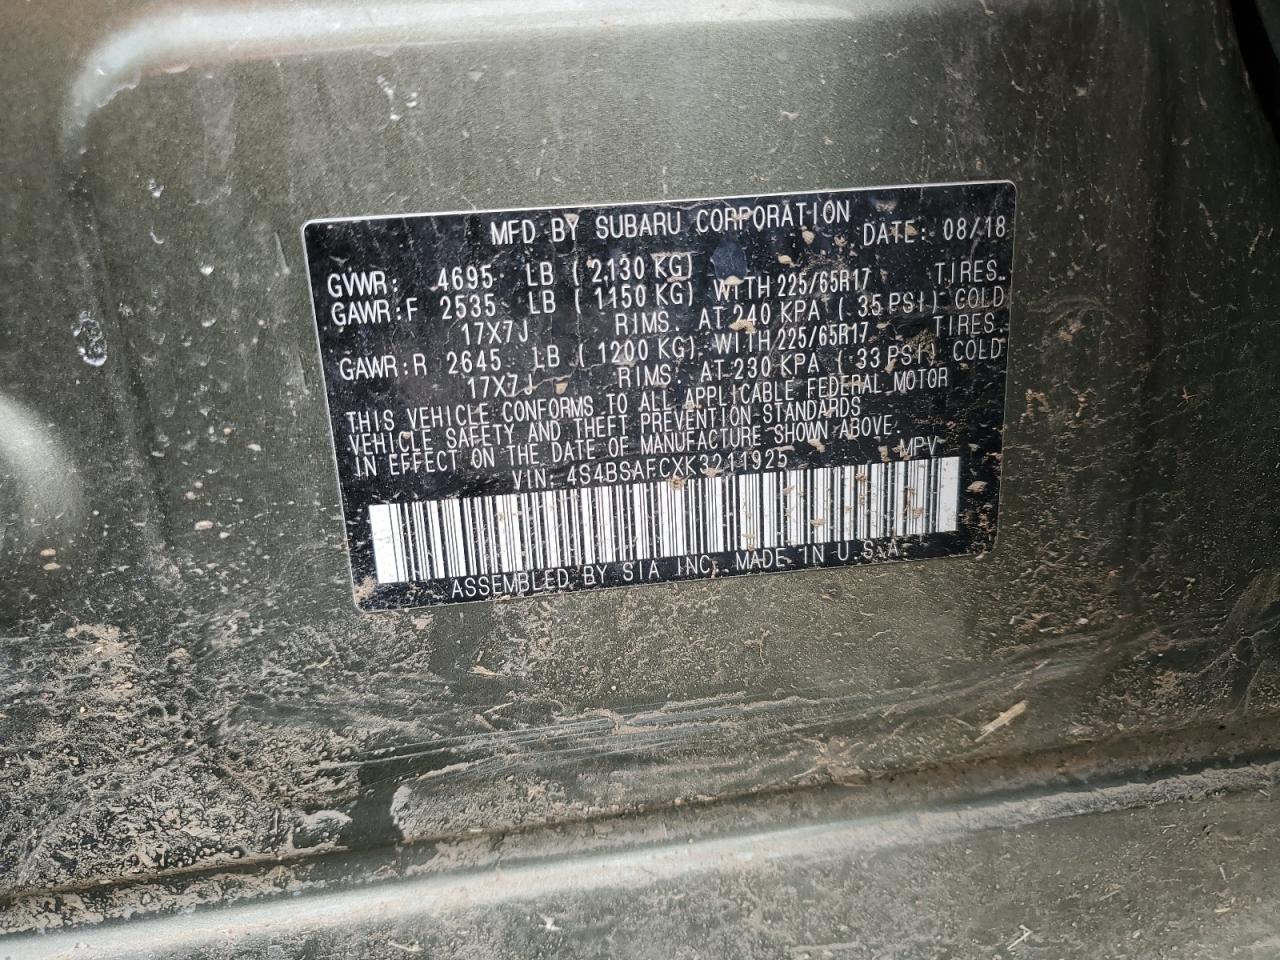 MFD BY SUBARU CORPORATION DATE: 08/18
GVWR: 4695 LB (2,130 KG)
GAWR:F 2535 LB (1150 KG) WITH 225/65R17 TIRES.
17X7J RIMS. AT 240 KPA (35 PSI) COLD
GAWR:R 2645 LB (1200 KG) WITH 225/65R17 TIRES.
17X7J RIMS. AT 230 KPA (33 PSI) COLD
THIS VEHICLE CONFORMS TO ALL APPLICABLE FEDERAL MOTOR
VEHICLE SAFETY AND THEFT PREVENTION STANDARDS
IN EFFECT ON THE DATE OF MANUFACTURE SHOWN ABOVE.
VIN: 4S4BSAFCXK3211925 MPV
ASSEMBLED BY SIA INC. MADE IN U.S.A.